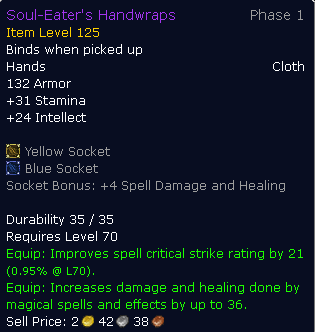 Soul-Eater's Handwraps Phase 1
Item Level 125
Binds when picked up
Hands Cloth
132 Armor
+31 Stamina
+24 Intellect
Yellow Socket
Blue Socket
Socket Bonus: +4 Spell Damage and Healing
Durability 35 / 35
Requires Level 70
Equip: Improves spell critical strike rating by 21
(0.95% @ L70).
Equip: Increases damage and healing done by
magical spells and effects by up to 36.
Sell Price: 2 42 38